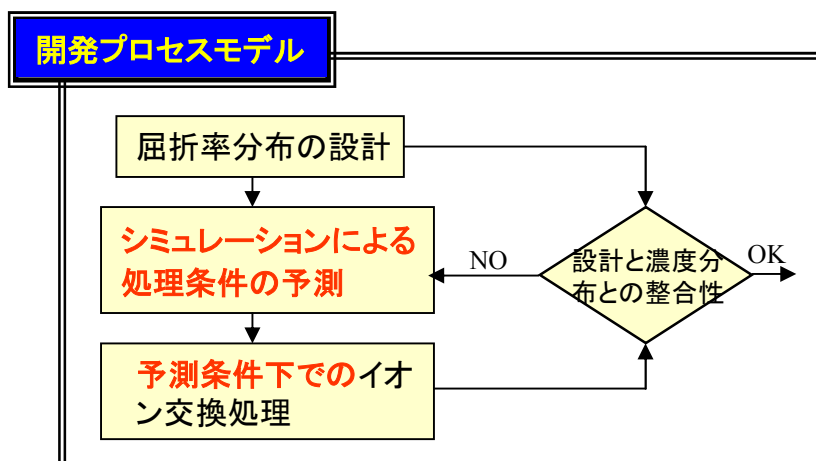 開発プロセスモデル
屈折率分布の設計
シミュレーションによる
処理条件の予測
予測条件下でのイオ
ン交換処理
設計と濃度分
布との整合性
NO
OK